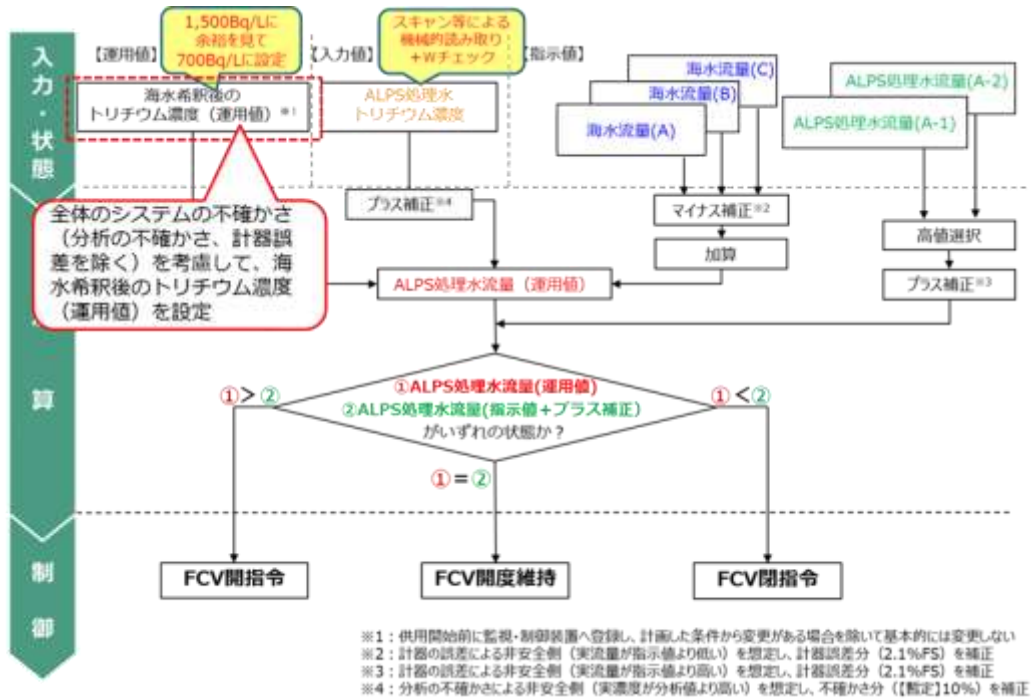 入力・状態
演算
制御
1,500Bq/Lに
余裕を見て
700Bq/Lに設定
スキャン等による
機械的読み取り
+Wチェック
【運用値】
【入力値】
【指示値】
海水希釈後の
トリチウム濃度（運用値）※1
ALPS処理水
トリチウム濃度
海水流量(C)
海水流量(B)
海水流量(A)
ALPS処理水流量(A-2)
ALPS処理水流量(A-1)
全体のシステムの不確かさ
（分析の不確かさ、計器誤
差を除く）を考慮して、海
水希釈後のトリチウム濃度
（運用値）を設定
プラス補正※4
マイナス補正※2
加算
高値選択
プラス補正※3
ALPS処理水流量（運用値）
①ALPS処理水流量(運用値)
②ALPS処理水流量(指示値+プラス補正）
がいずれの状態か？
①>②
①<②
①=②
FCV開指令
FCV開度維持
FCV閉指令
※1：供用開始前に監視・制御装置へ登録し、計画した条件から変更がある場合を除いて基本的には変更しない
※2：計器の誤差による非安全側（実流量が指示値より低い）を想定し、計器誤差分（2.1%FS）を補正
※3：計器の誤差による非安全側（実流量が指示値より高い）を想定し、計器誤差分（2.1%FS）を補正
※4：分析の不確かさによる非安全側（実濃度が分析値より高い）を想定し、不確かさ分（【暫定】10%）を補正